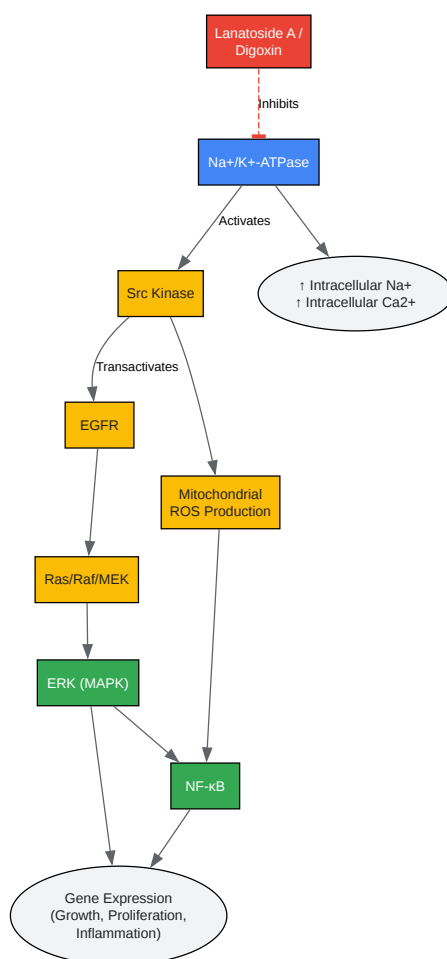 Lanatoside A /
Digoxin
Inhibits
Na+/K+-ATPase
Activates
Src Kinase
↑ Intracellular Na+
↑ Intracellular Ca2+
Transactivates
EGFR
Mitochondrial
ROS Production
Ras/Raf/MEK
ERK (MAPK)
NF-κB
Gene Expression
(Growth, Proliferation,
Inflammation)